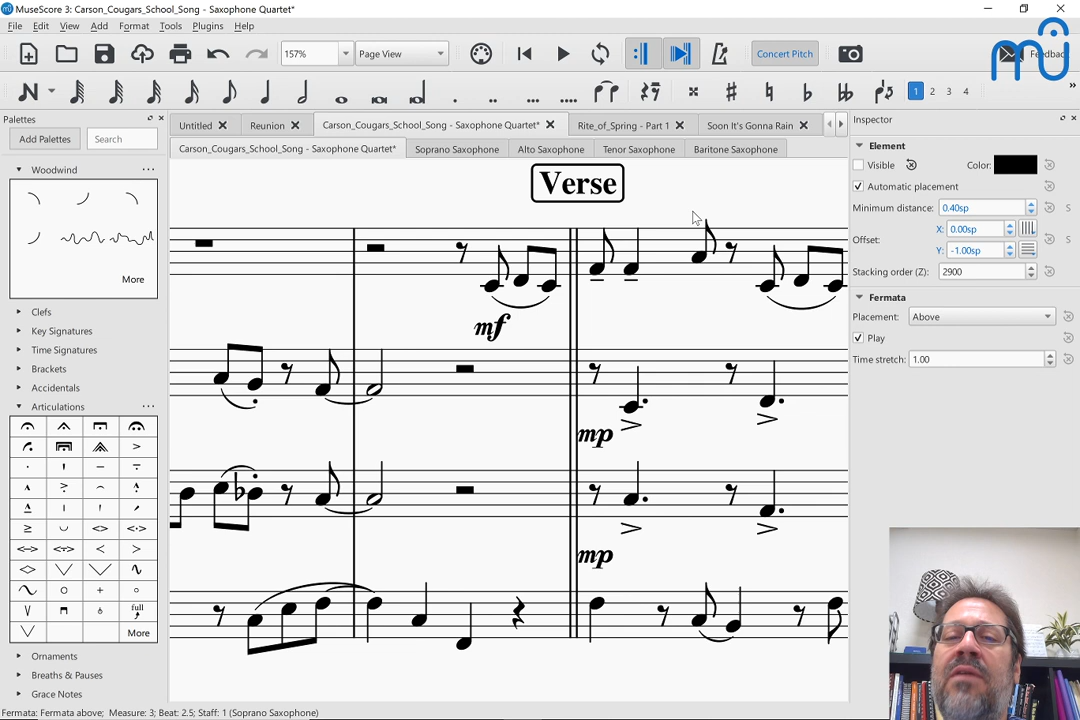 MuseScore 3: Carson_Cougars_School_Song - Saxophone Quartet*
File Edit View Add Format Tools Plugins Help
157% Page View Concert Pitch Feedba
1 2 3 4 »
Palettes
Add Palettes Search
Woodwind ...
More
Clefs
Key Signatures
Time Signatures
Brackets
Accidentals
Articulations ...
full
More
Ornaments
Breaths & Pauses
Grace Notes
Untitled Reunion Carson_Cougars_School_Song - Saxophone Quartet* Rite_of_Spring - Part 1 Soon It's Gonna Rain
Carson_Cougars_School_Song - Saxophone Quartet* Soprano Saxophone Alto Saxophone Tenor Saxophone Baritone Saxophone
Verse
mf
mp
mp
Inspector
Element
Visible Color:
Automatic placement
Minimum distance: 0.40sp S
X: 0.00sp
Offset: S
Y: -1.00sp
Stacking order (Z): 2900
Fermata
Placement: Above
Play
Time stretch: 1.00
Fermata: Fermata above; Measure: 3; Beat: 2.5; Staff: 1 (Soprano Saxophone)